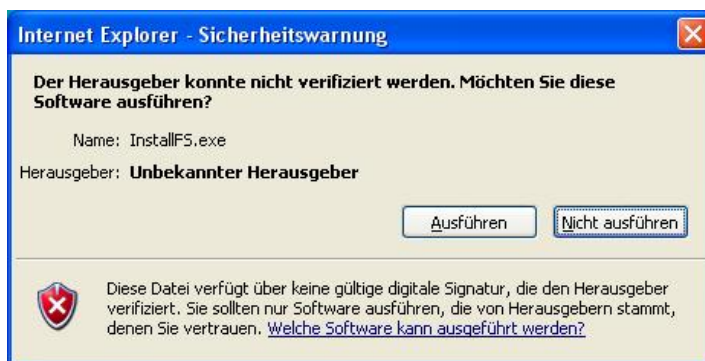 Internet Explorer - Sicherheitswarnung
Der Herausgeber konnte nicht verifiziert werden. Möchten Sie diese
Software ausführen?
Name: InstallFS.exe
Herausgeber: Unbekannter Herausgeber
Ausführen
Nicht ausführen
Diese Datei verfügt über keine gültige digitale Signatur, die den Herausgeber
verifiziert. Sie sollten nur Software ausführen, die von Herausgebern stammt,
denen Sie vertrauen. Welche Software kann ausgeführt werden?